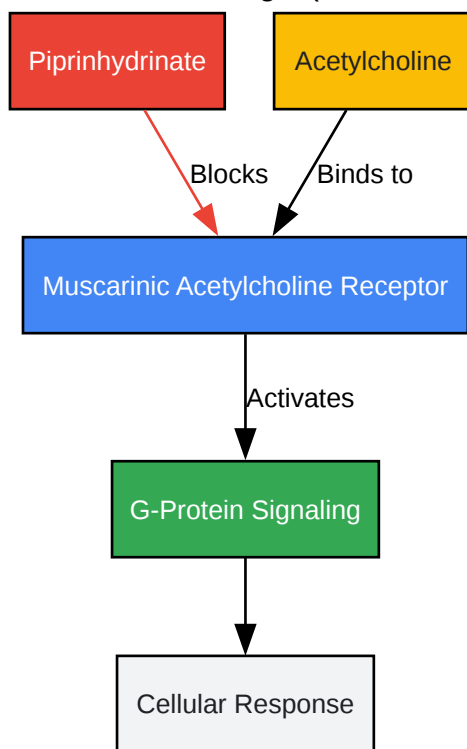 Piprinhydrinate
Acetylcholine
Blocks
Binds to
Muscarinic Acetylcholine Receptor
Activates
G-Protein Signaling
Cellular Response